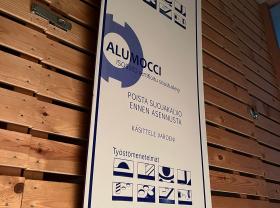 ALUMOCCI
POISTA SUOJAKALVO
ENNEN ASENNUSTA
KÄSITTELE VAROEN!
Työstömenetelmät